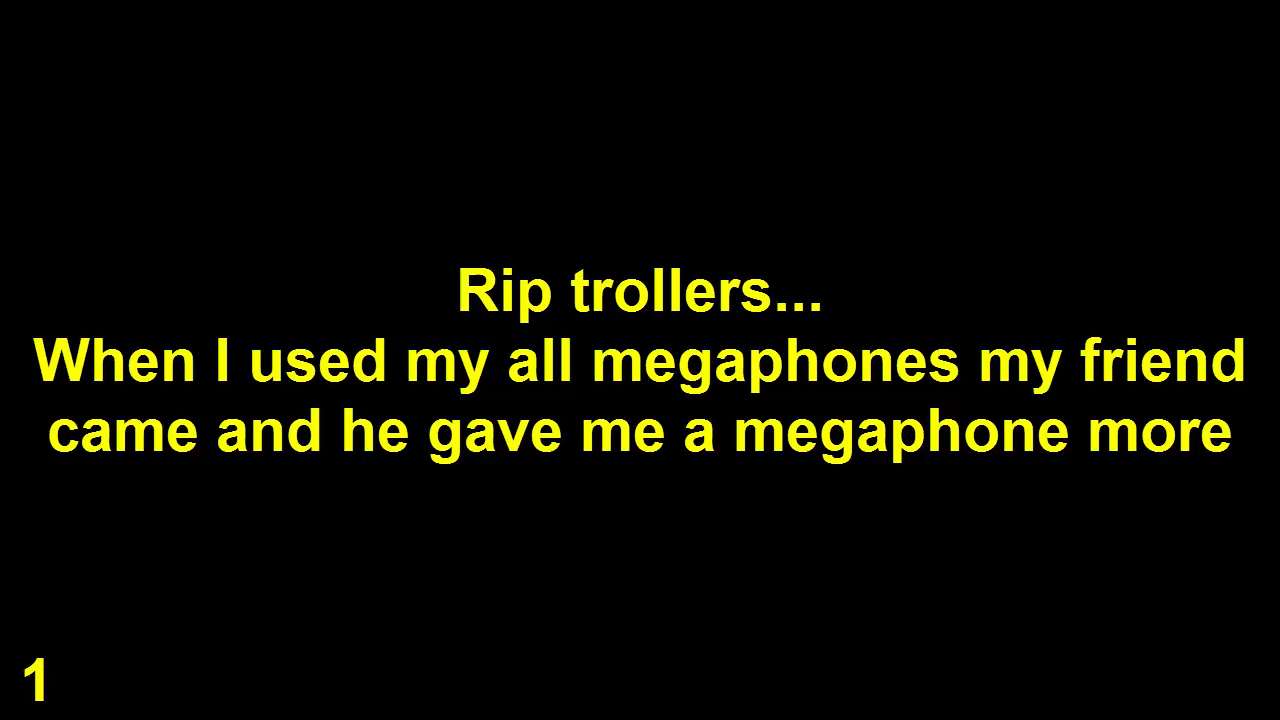 Rip trollers...
When I used my all megaphones my friend
came and he gave me a megaphone more
1